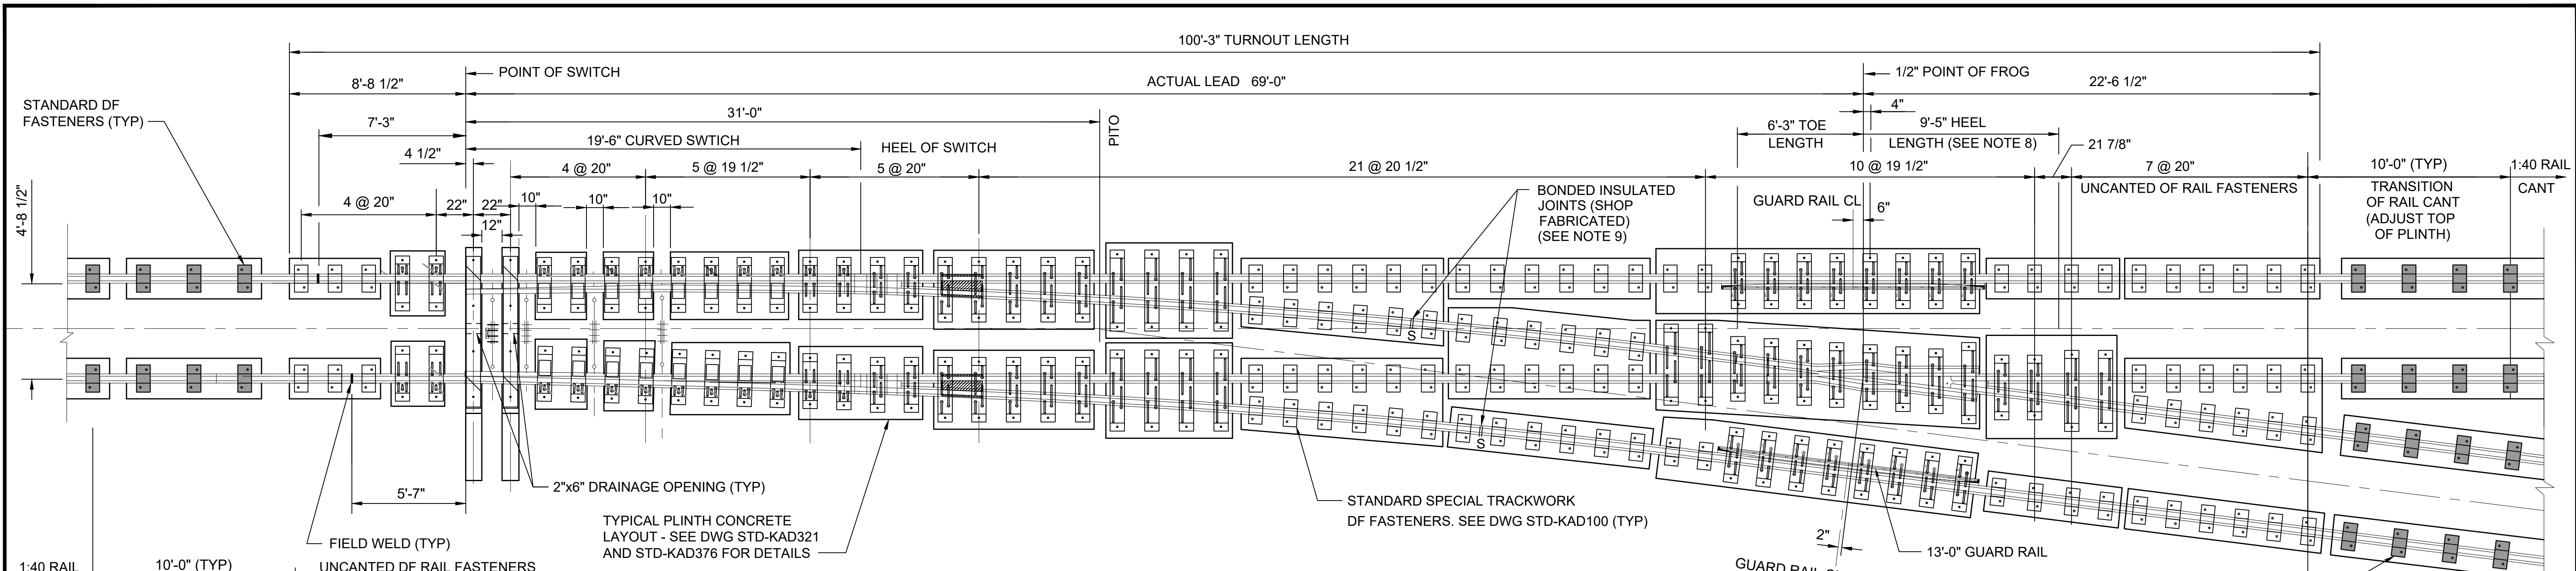 100'-3" TURNOUT LENGTH
8'-8 1/2"
POINT OF SWITCH
ACTUAL LEAD   69'-0"
1/2" POINT OF FROG
22'-6 1/2"
STANDARD DF
FASTENERS (TYP)
7'-3"
31'-0"
PITO
4"
6'-3" TOE
LENGTH
9'-5" HEEL
LENGTH (SEE NOTE 8)
4 1/2"
19'-6" CURVED SWTICH
HEEL OF SWITCH
21 7/8"
4'-8 1/2"
4 @ 20"
5 @ 19 1/2"
5 @ 20"
21 @ 20 1/2"
10 @ 19 1/2"
7 @ 20"
10'-0" (TYP)
1:40 RAIL
CANT
UNCANTED OF RAIL FASTENERS
TRANSITION
OF RAIL CANT
(ADJUST TOP
OF PLINTH)
4 @ 20"
22"
22"
12"
10"
10"
10"
BONDED INSULATED
JOINTS (SHOP
FABRICATED)
(SEE NOTE 9)
GUARD RAIL CL
6"
S
S
5'-7"
2"x6" DRAINAGE OPENING (TYP)
FIELD WELD (TYP)
TYPICAL PLINTH CONCRETE
LAYOUT - SEE DWG STD-KAD321
AND STD-KAD376 FOR DETAILS
STANDARD SPECIAL TRACKWORK
DF FASTENERS. SEE DWG STD-KAD100 (TYP)
2"
13'-0" GUARD RAIL
GUARD RAIL
1:40 RAIL
10'-0" (TYP)
UNCANTED DF RAIL FASTENERS